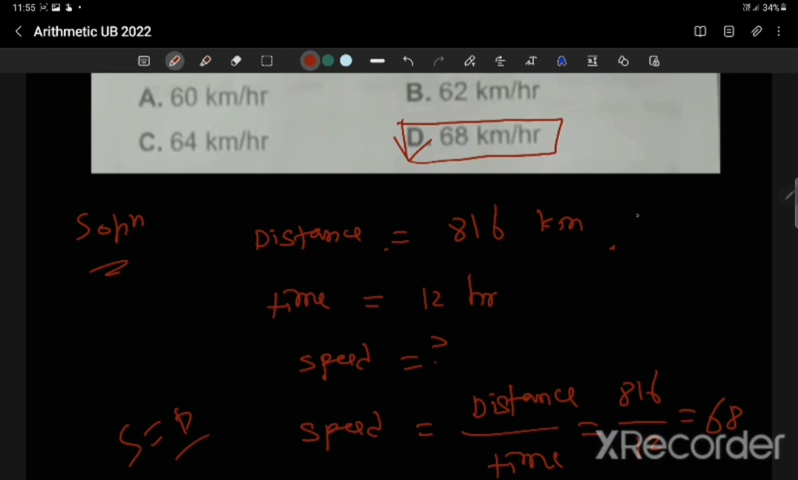 11:55 34%
Arithmetic UB 2022
A. 60 km/hr B. 62 km/hr
C. 64 km/hr D. 68 km/hr
Soln Distance = 816 km
time = 12 hr
speed = ?
speed = Distance / time = 816 / 12 = 68
S =
XRecorder